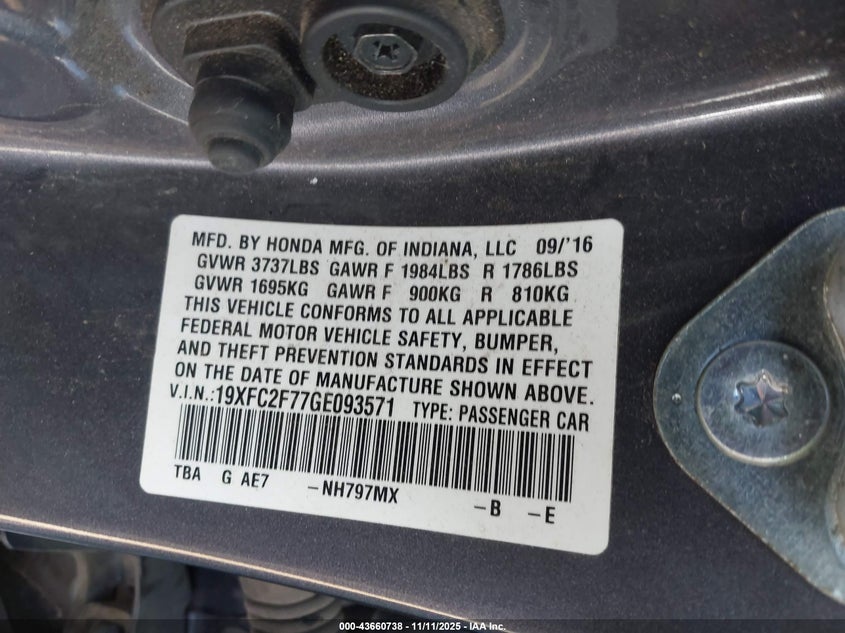 MFD. BY HONDA MFG. OF INDIANA, LLC 09/'16
GVWR 3737LBS GAWR F 1984LBS R 1786LBS
GVWR 1695KG GAWR F 900KG R 810KG
THIS VEHICLE CONFORMS TO ALL APPLICABLE
FEDERAL MOTOR VEHICLE SAFETY, BUMPER,
AND THEFT PREVENTION STANDARDS IN EFFECT
ON THE DATE OF MANUFACTURE SHOWN ABOVE.
V.I.N.:19XFC2F77GE093571 TYPE: PASSENGER CAR
TBA G AE7 -NH797MX -B -E
000-43660738 - 11/11/2025 - IAA Inc.